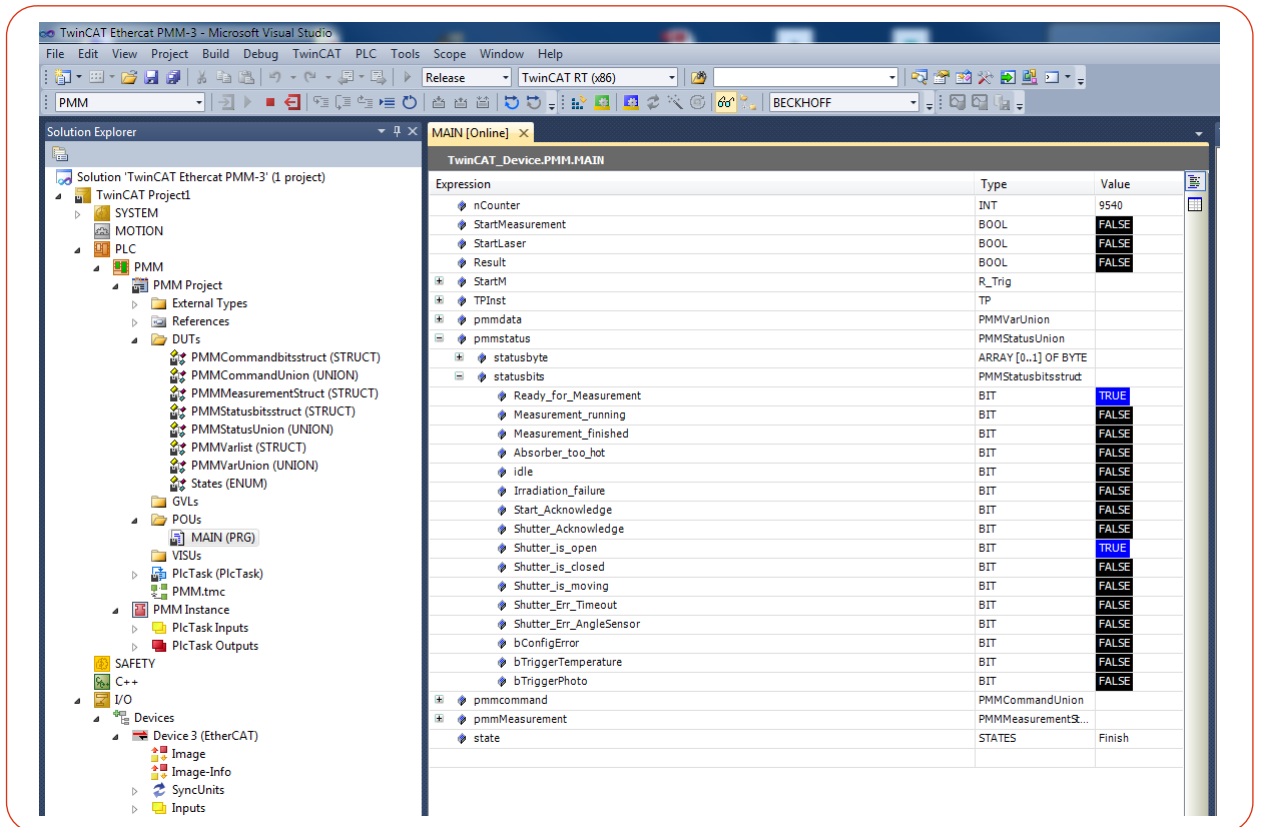 TwinCAT Ethercat PMM-3 - Microsoft Visual Studio
File Edit View Project Build Debug TwinCAT PLC Tools Scope Window Help
Release TwinCAT RT (x86)
PMM BECKHOFF
Solution Explorer
Solution 'TwinCAT Ethercat PMM-3' (1 project)
TwinCAT Project1
SYSTEM
MOTION
PLC
PMM
PMM Project
External Types
References
DUTs
PMMCommandbitsstruct (STRUCT)
PMMCommandUnion (UNION)
PMMMeasurementStruct (STRUCT)
PMMStatusbitsstruct (STRUCT)
PMMStatusUnion (UNION)
PMMVarlist (STRUCT)
PMMVarUnion (UNION)
States (ENUM)
GVLs
POUs
MAIN (PRG)
VISUs
PlcTask (PlcTask)
PMM.tmc
PMM Instance
PlcTask Inputs
PlcTask Outputs
SAFETY
C++
I/O
Devices
Device 3 (EtherCAT)
Image
Image-Info
SyncUnits
Inputs
MAIN [Online]
TwinCAT_Device.PMM.MAIN
Expression Type Value
nCounter INT 9540
StartMeasurement BOOL FALSE
StartLaser BOOL FALSE
Result BOOL FALSE
StartM R_Trig
TPInst TP
pmmdata PMMVarUnion
pmmstatus PMMStatusUnion
statusbyte ARRAY [0..1] OF BYTE
statusbits PMMStatusbitsstruct
Ready_for_Measurement BIT TRUE
Measurement_running BIT FALSE
Measurement_finished BIT FALSE
Absorber_too_hot BIT FALSE
idle BIT FALSE
Irradiation_failure BIT FALSE
Start_Acknowledge BIT FALSE
Shutter_Acknowledge BIT FALSE
Shutter_is_open BIT TRUE
Shutter_is_closed BIT FALSE
Shutter_is_moving BIT FALSE
Shutter_Err_Timeout BIT FALSE
Shutter_Err_AngleSensor BIT FALSE
bConfigError BIT FALSE
bTriggerTemperature BIT FALSE
bTriggerPhoto BIT FALSE
pmmcommand PMMCommandUnion
pmmMeasurement PMMMeasurementSt...
state STATES Finish